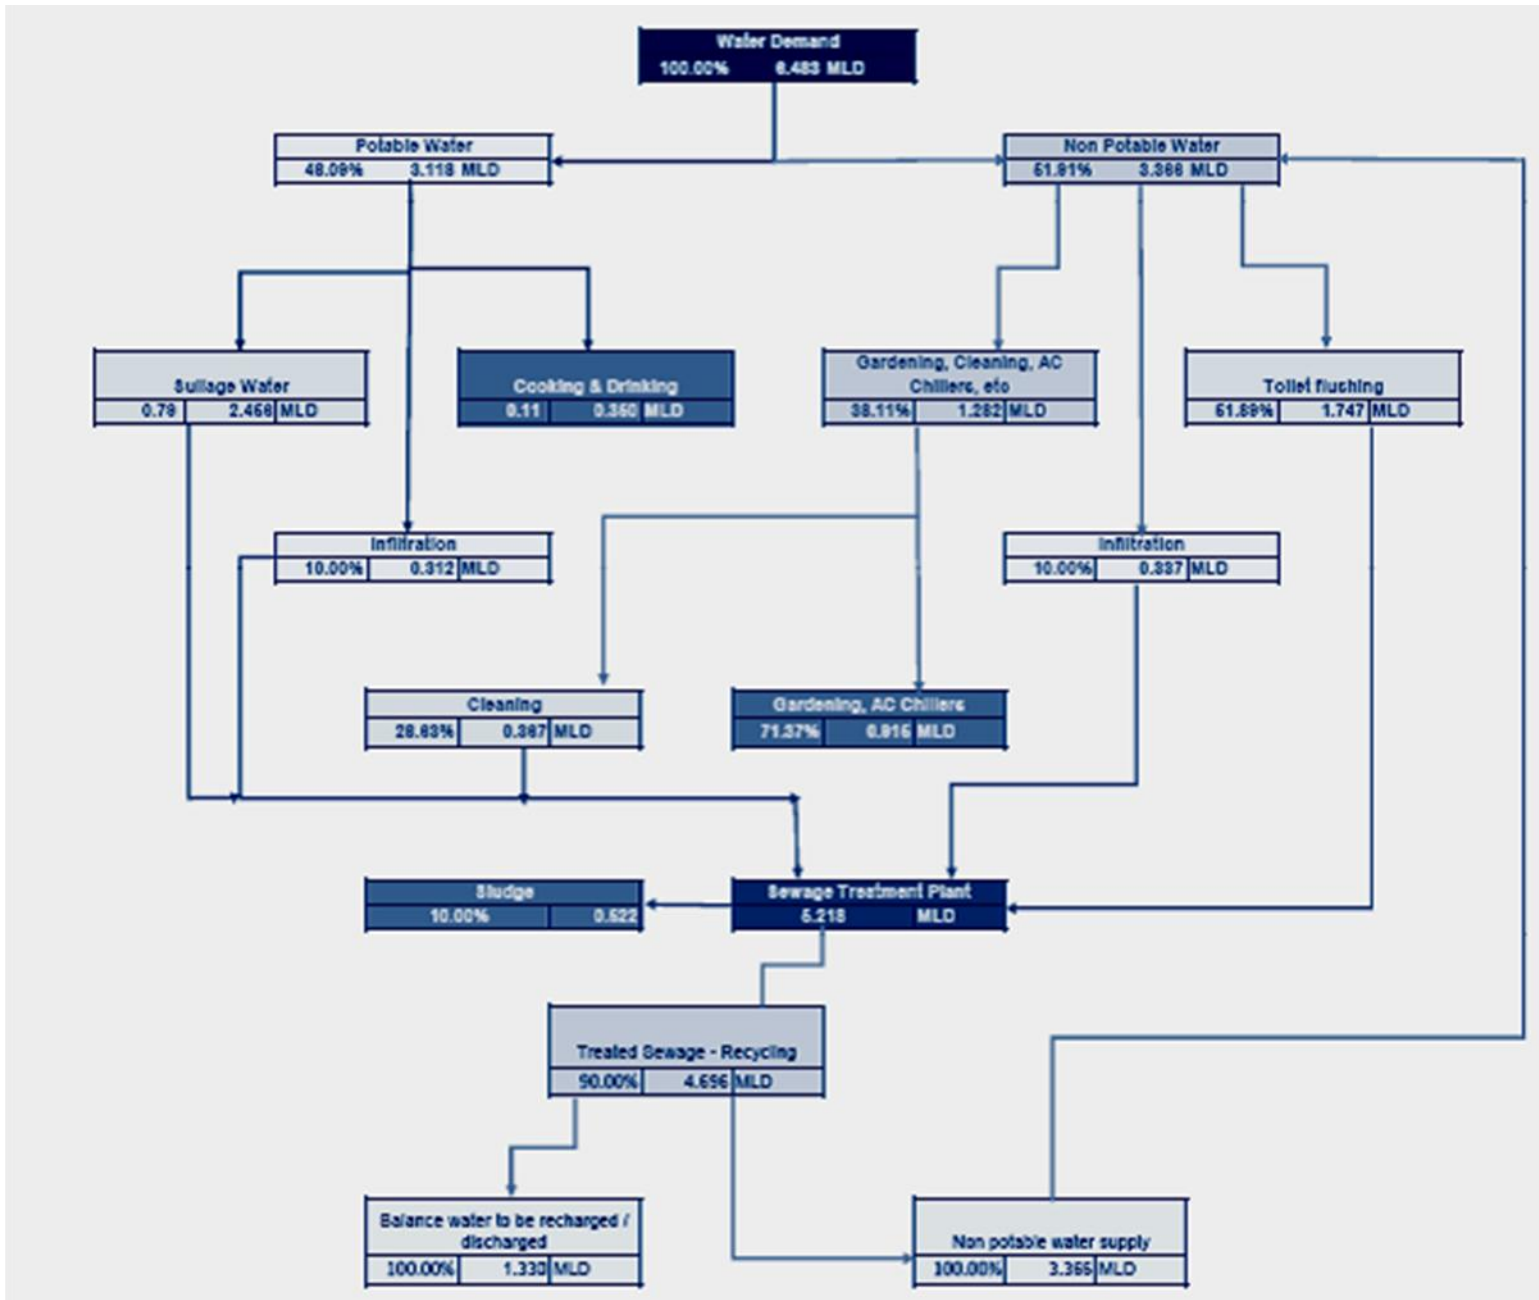 Water Demand
100.00% 6.483 MLD
Potable Water
48.09% 3.118 MLD
Non Potable Water
51.91% 3.366 MLD
Sullage Water
0.79 2.456 MLD
Cooking & Drinking
0.11 0.350 MLD
Gardening, Cleaning, AC
Chillers, etc
38.11% 1.282 MLD
Toilet flushing
51.89% 1.747 MLD
Infiltration
10.00% 0.312 MLD
Infiltration
10.00% 0.337 MLD
Cleaning
28.63% 0.367 MLD
Gardening, AC Chillers
71.37% 0.915 MLD
Sludge
10.00% 0.522
Sewage Treatment Plant
5.218 MLD
Treated Sewage - Recycling
90.00% 4.696 MLD
Balance water to be recharged /
discharged
100.00% 1.330 MLD
Non potable water supply
100.00% 3.366 MLD